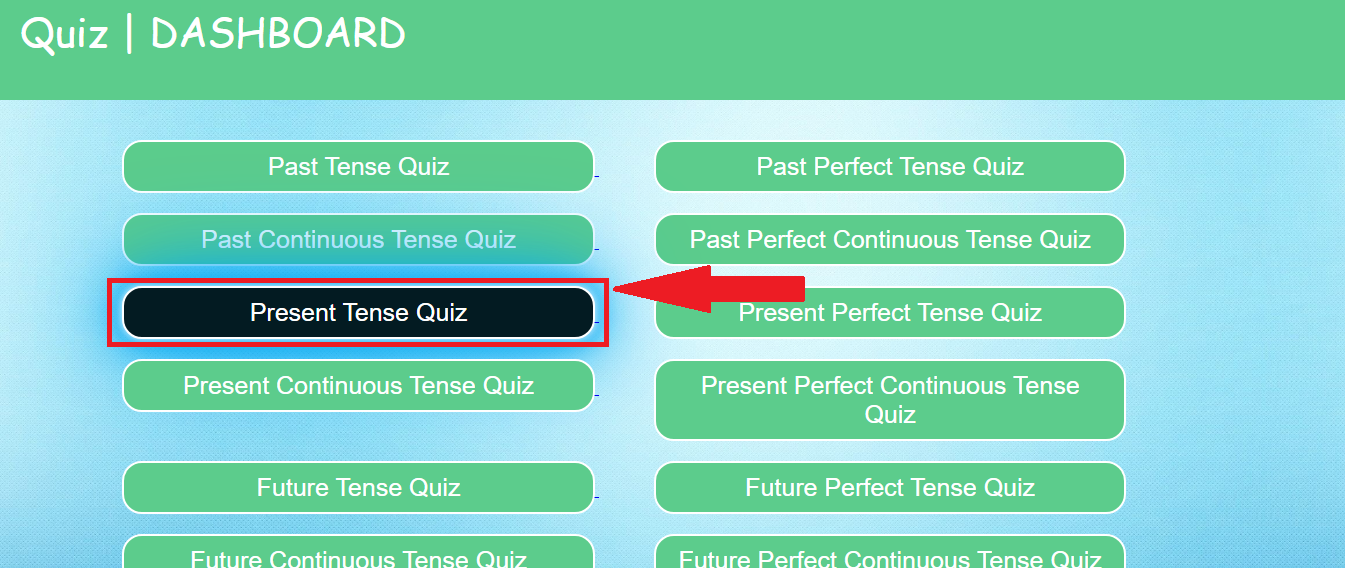 Quiz | DASHBOARD
Past Tense Quiz
Past Perfect Tense Quiz
Past Continuous Tense Quiz
Past Perfect Continuous Tense Quiz
Present Tense Quiz
Present Perfect Tense Quiz
Present Continuous Tense Quiz
Present Perfect Continuous Tense
Quiz
Future Tense Quiz
Future Perfect Tense Quiz
Future Continuous Tense Quiz
Future Perfect Continuous Tense Quiz